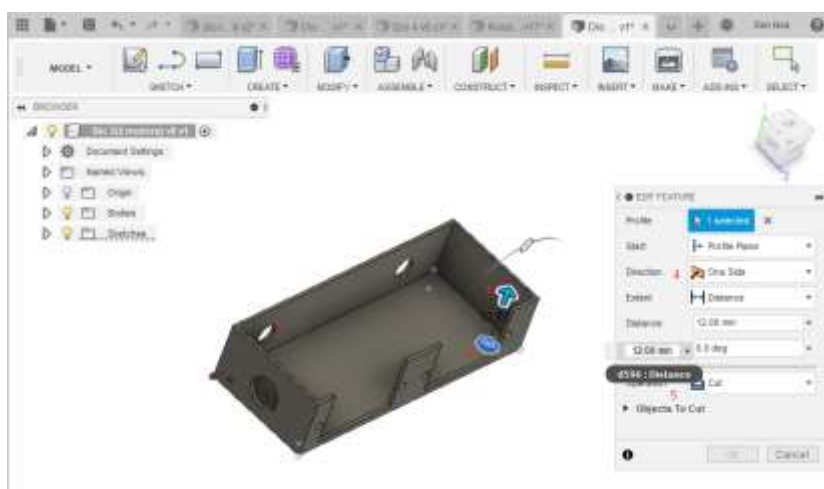 MODEL
SKETCH
CREATE
MODIFY
ASSEMBLE
CONSTRUCT
INSPECT
INSERT
MAKE
ADD-INS
SELECT
BROWSER
Document Settings
Named Views
Origin
Bodies
Sketches
EDIT FEATURE
Profile
1 selected
Start
Profile Plane
Direction
4
One Side
Extent
Distance
Distance
12.00 mm
12.00 mm
0.0 deg
d596 : Distance
Cut
5
Objects To Cut
Cancel